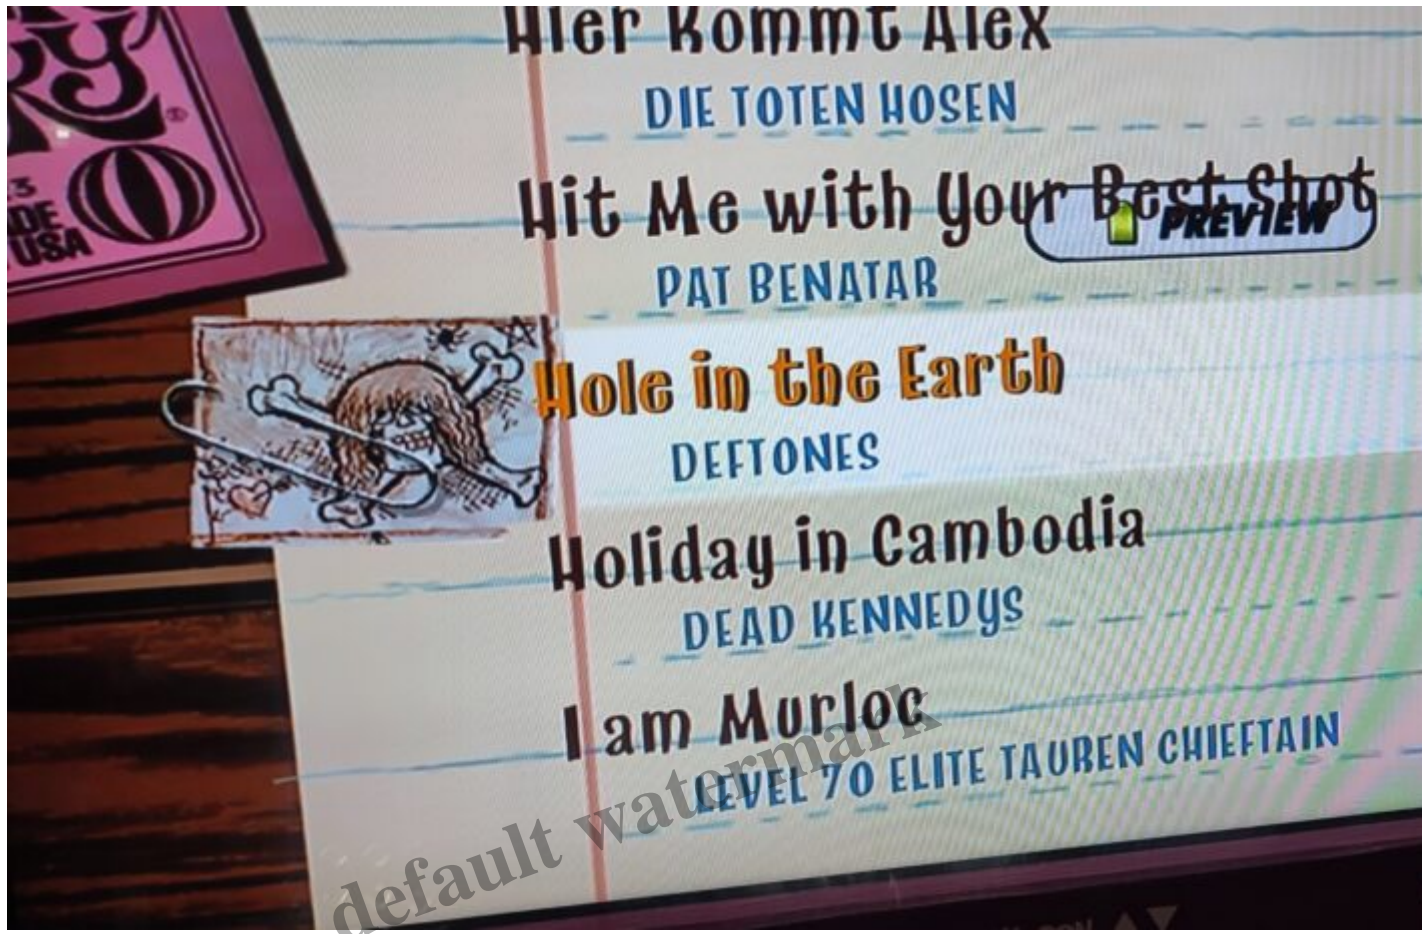 Hier Kommt Alex
DIE TOTEN HOSEN
Hit Me with Your Best Shot
PREVIEW
PAT BENATAR
Hole in the Earth
DEFTONES
Holiday in Cambodia
DEAD KENNEDYS
I am Murloc
LEVEL 70 ELITE TAUREN CHIEFTAIN
USA
default watermark